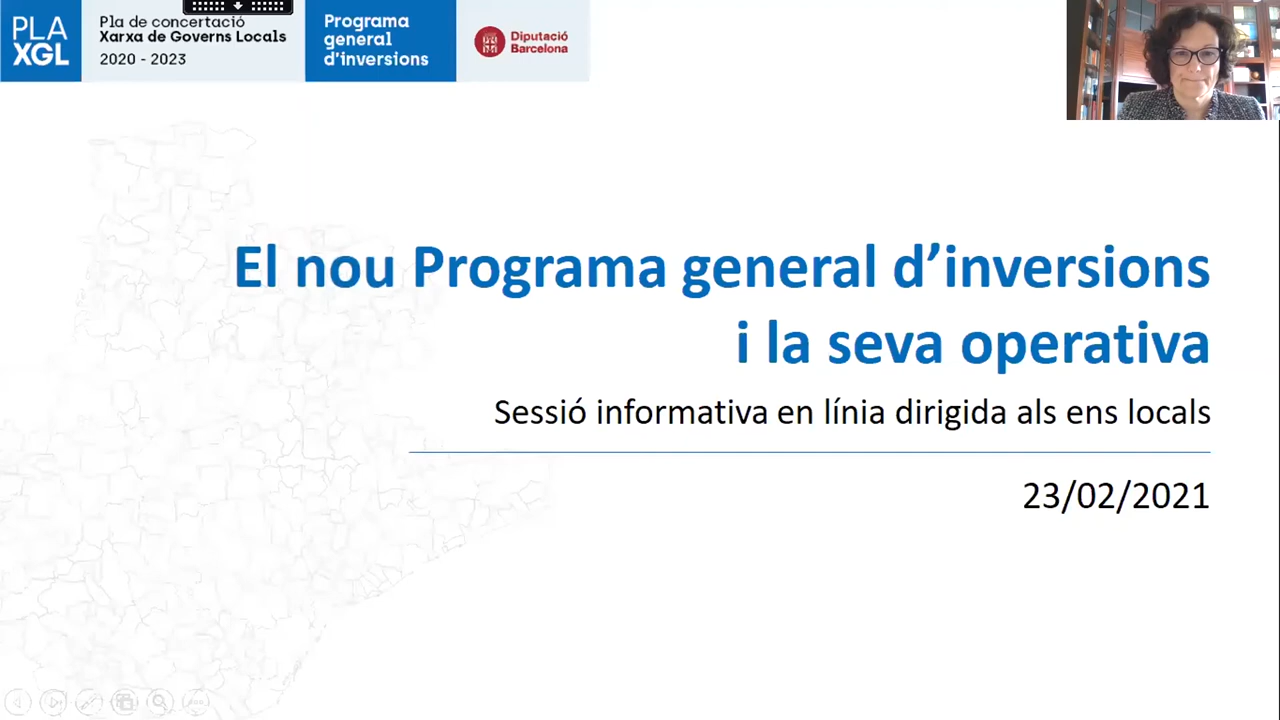 PLA
XGL
Pla de concertació
Xarxa de Governs Locals
2020 - 2023
Programa
general
d'inversions
Diputació
Barcelona
El nou Programa general d’inversions
i la seva operativa
Sessió informativa en línia dirigida als ens locals
23/02/2021